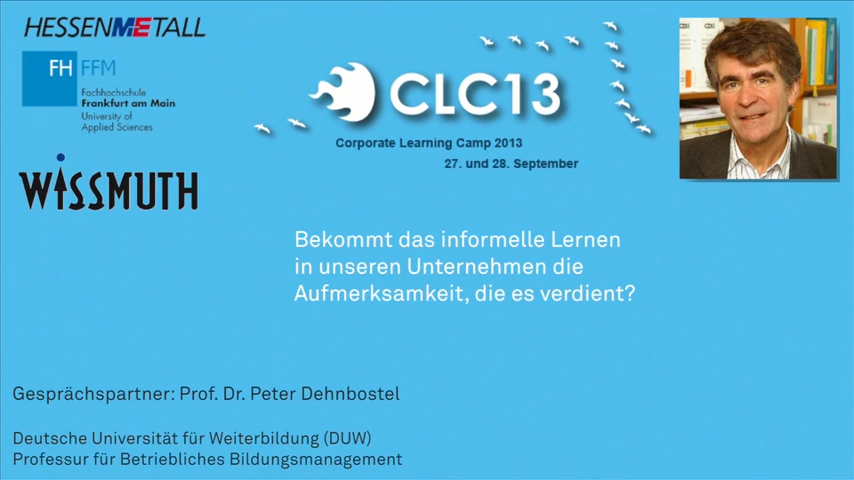 HESSENMETALL
FH FFM
Fachhochschule
Frankfurt am Main
University of
Applied Sciences
WISSMUTH
CLC13
Corporate Learning Camp 2013
27. und 28. September
Bekommt das informelle Lernen
in unseren Unternehmen die
Aufmerksamkeit, die es verdient?
Gesprächspartner: Prof. Dr. Peter Dehnbostel
Deutsche Universität für Weiterbildung (DUW)
Professur für Betriebliches Bildungsmanagement